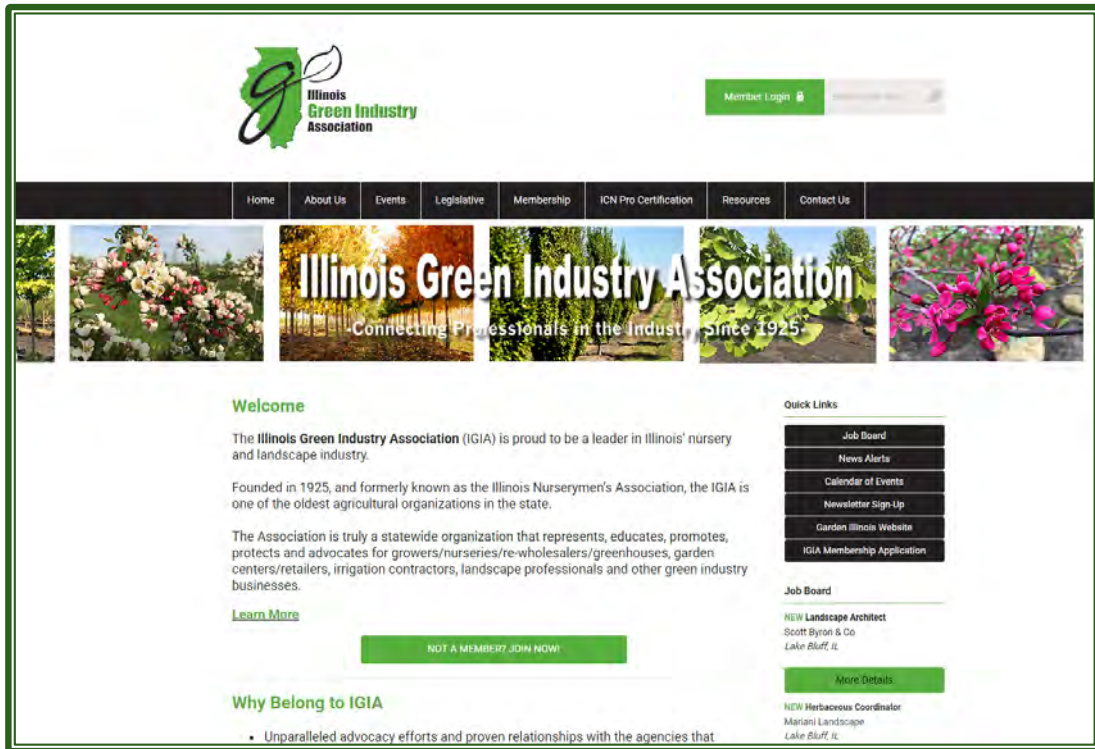 Illinois
Green Industry
Association
Member Login
Home About Us Events Legislative Membership ICN Pro Certification Resources Contact Us
Illinois Green Industry Association
-Connecting Professionals in the Industry Since 1925-
Welcome
The Illinois Green Industry Association (IGIA) is proud to be a leader in Illinois' nursery
and landscape industry.
Founded in 1925, and formerly known as the Illinois Nurserymen's Association, the IGIA is
one of the oldest agricultural organizations in the state.
The Association is truly a statewide organization that represents, educates, promotes,
protects and advocates for growers/nurseries/re-wholesalers/greenhouses, garden
centers/retailers, irrigation contractors, landscape professionals and other green industry
businesses.
Learn More
NOT A MEMBER? JOIN NOW!
Why Belong to IGIA
• Unparalleled advocacy efforts and proven relationships with the agencies that
Quick Links
Job Board
News Alerts
Calendar of Events
Newsletter Sign-Up
Garden Illinois Website
IGIA Membership Application
Job Board
NEW Landscape Architect
Scott Byron & Co
Lake Bluff, IL
More Details
NEW Herbaceous Coordinator
Mariani Landscape
Lake Bluff, IL